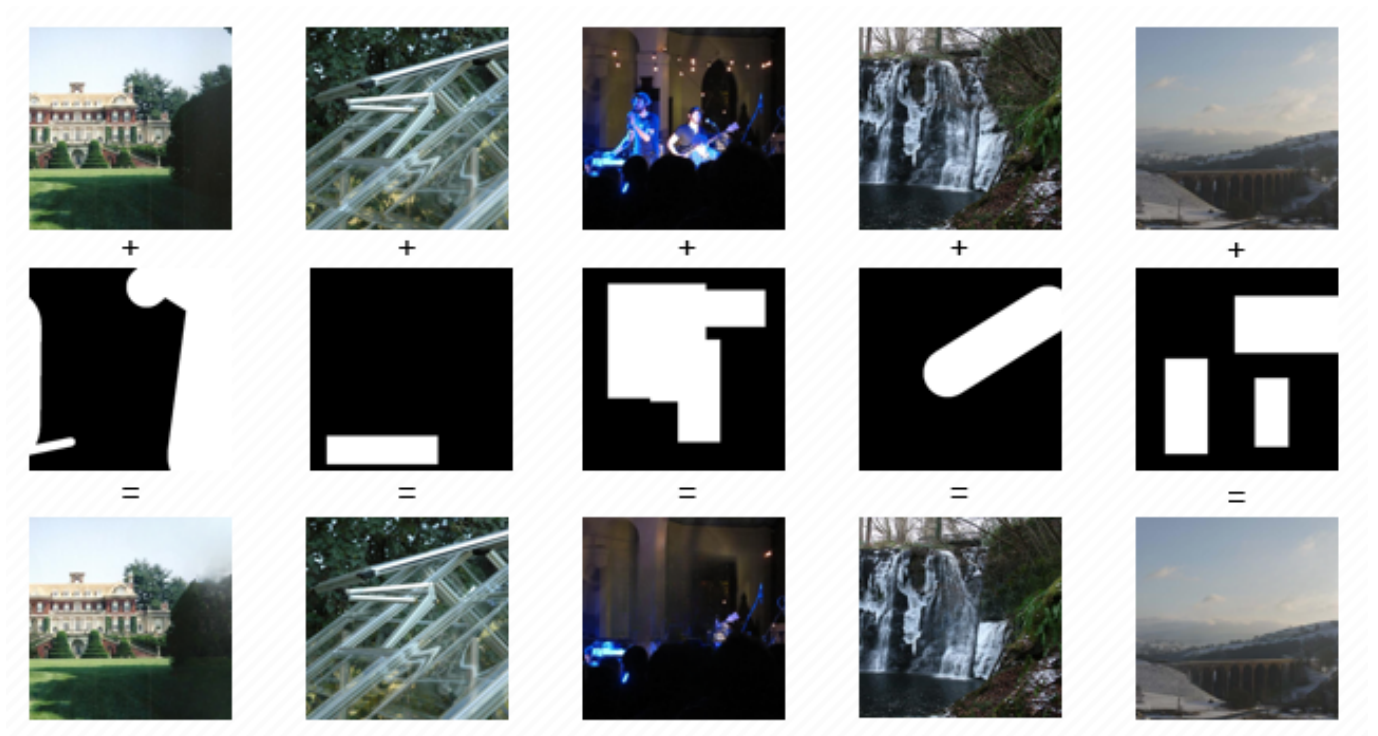 + + + + +
= = = = =